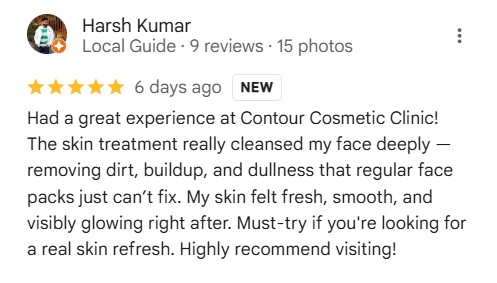 Harsh Kumar
Local Guide · 9 reviews · 15 photos
6 days ago NEW
Had a great experience at Contour Cosmetic Clinic!
The skin treatment really cleansed my face deeply —
removing dirt, buildup, and dullness that regular face
packs just can’t fix. My skin felt fresh, smooth, and
visibly glowing right after. Must-try if you're looking for
a real skin refresh. Highly recommend visiting!